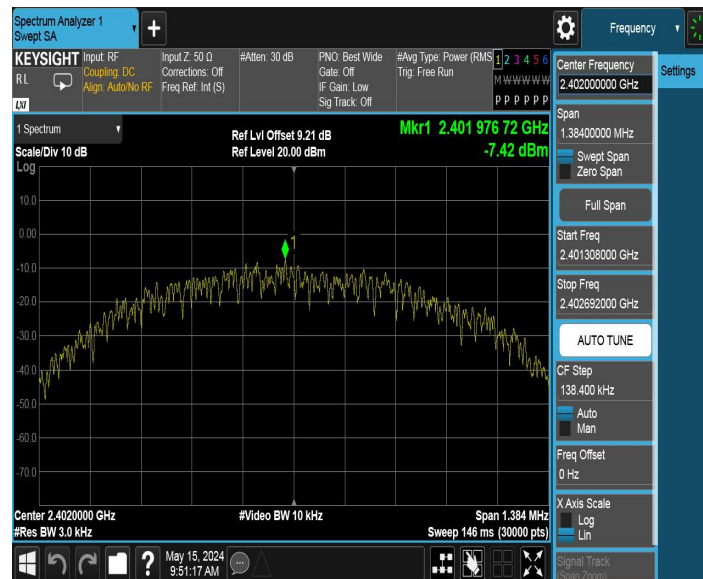 Spectrum Analyzer 1
Swept SA
+
Frequency
KEYSIGHT
RL
LXI
Input: RF
Coupling: DC
Align: Auto/No RF
Input Z: 50 Ω
Corrections: Off
Freq Ref: Int (S)
#Atten: 30 dB
PNO: Best Wide
Gate: Off
IF Gain: Low
Sig Track: Off
#Avg Type: Power (RMS
Trig: Free Run
1 2 3 4 5 6
M W W W W W
P P P P P P
1 Spectrum
Scale/Div 10 dB
Log
Ref Lvl Offset 9.21 dB
Ref Level 20.00 dBm
Mkr1 2.401 976 72 GHz
-7.42 dBm
10.0
0.00
-10.0
-20.0
-30.0
-40.0
-50.0
-60.0
-70.0
1
Center 2.4020000 GHz
#Res BW 3.0 kHz
#Video BW 10 kHz
Span 1.384 MHz
Sweep 146 ms (30000 pts)
?
May 15, 2024
9:51:17 AM
Center Frequency
2.402000000 GHz
Span
1.38400000 MHz
Swept Span
Zero Span
Full Span
Start Freq
2.401308000 GHz
Stop Freq
2.402692000 GHz
AUTO TUNE
CF Step
138.400 kHz
Auto
Man
Freq Offset
0 Hz
X Axis Scale
Log
Lin
Signal Track
(Span Zoom)
Settings